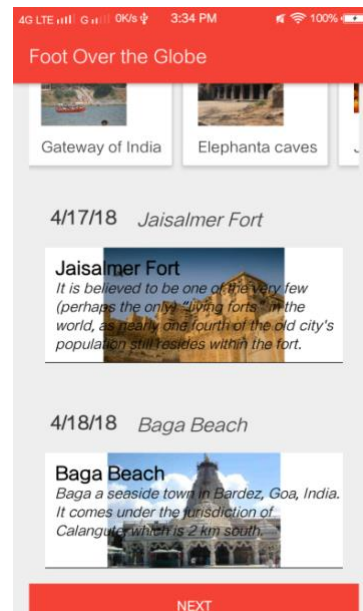 4G LTE G 0K/s 3:34 PM 100%
Foot Over the Globe
Gateway of India Elephanta caves
4/17/18 Jaisalmer Fort
Jaisalmer Fort
It is believed to be one of the very few
(perhaps the only) "living forts" in the
world, as nearly one fourth of the old city's
population still resides within the fort.
4/18/18 Baga Beach
Baga Beach
Baga a seaside town in Bardez, Goa, India.
It comes under the jurisdiction of
Calangute, which is 2 km south.
NEXT